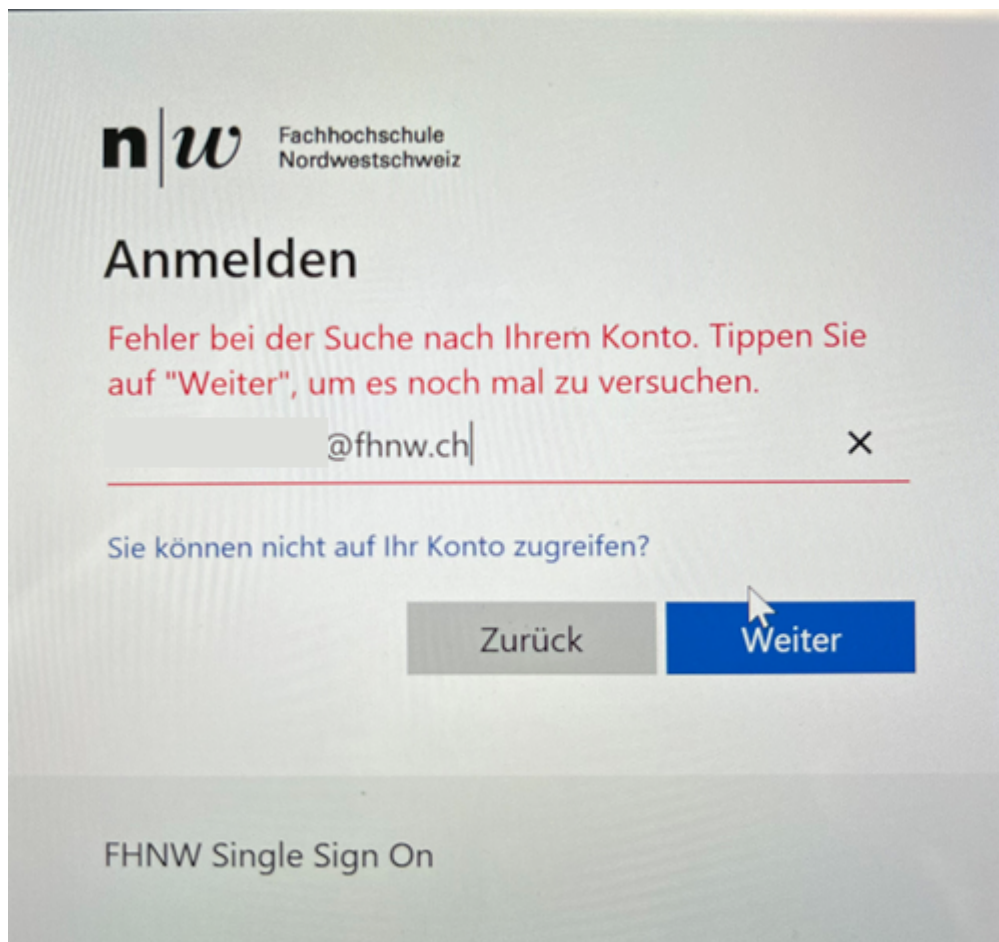 n|w Fachhochschule
Nordwestschweiz
Anmelden
Fehler bei der Suche nach Ihrem Konto. Tippen Sie
auf "Weiter", um es noch mal zu versuchen.
@fhnw.ch
Sie können nicht auf Ihr Konto zugreifen?
Zurück Weiter
FHNW Single Sign On